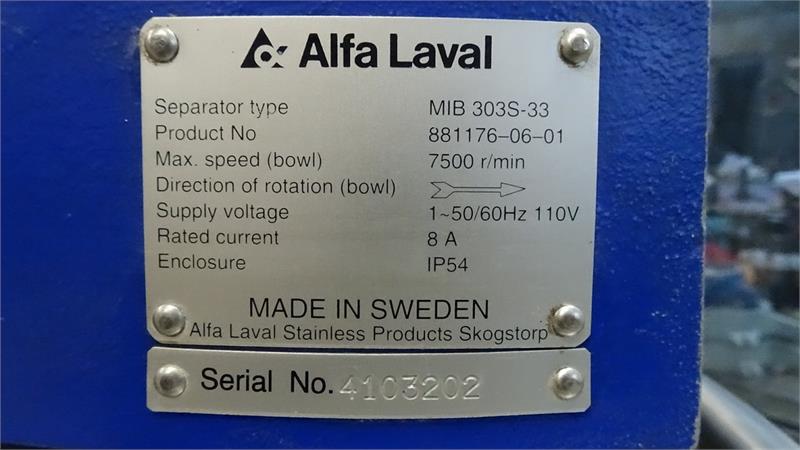 Alfa Laval
Separator type MIB 303S-33
Product No 881176-06-01
Max. speed (bowl) 7500 r/min
Direction of rotation (bowl)
Supply voltage 1~50/60Hz 110V
Rated current 8 A
Enclosure IP54
MADE IN SWEDEN
Alfa Laval Stainless Products Skogstorp
Serial No. 4103202